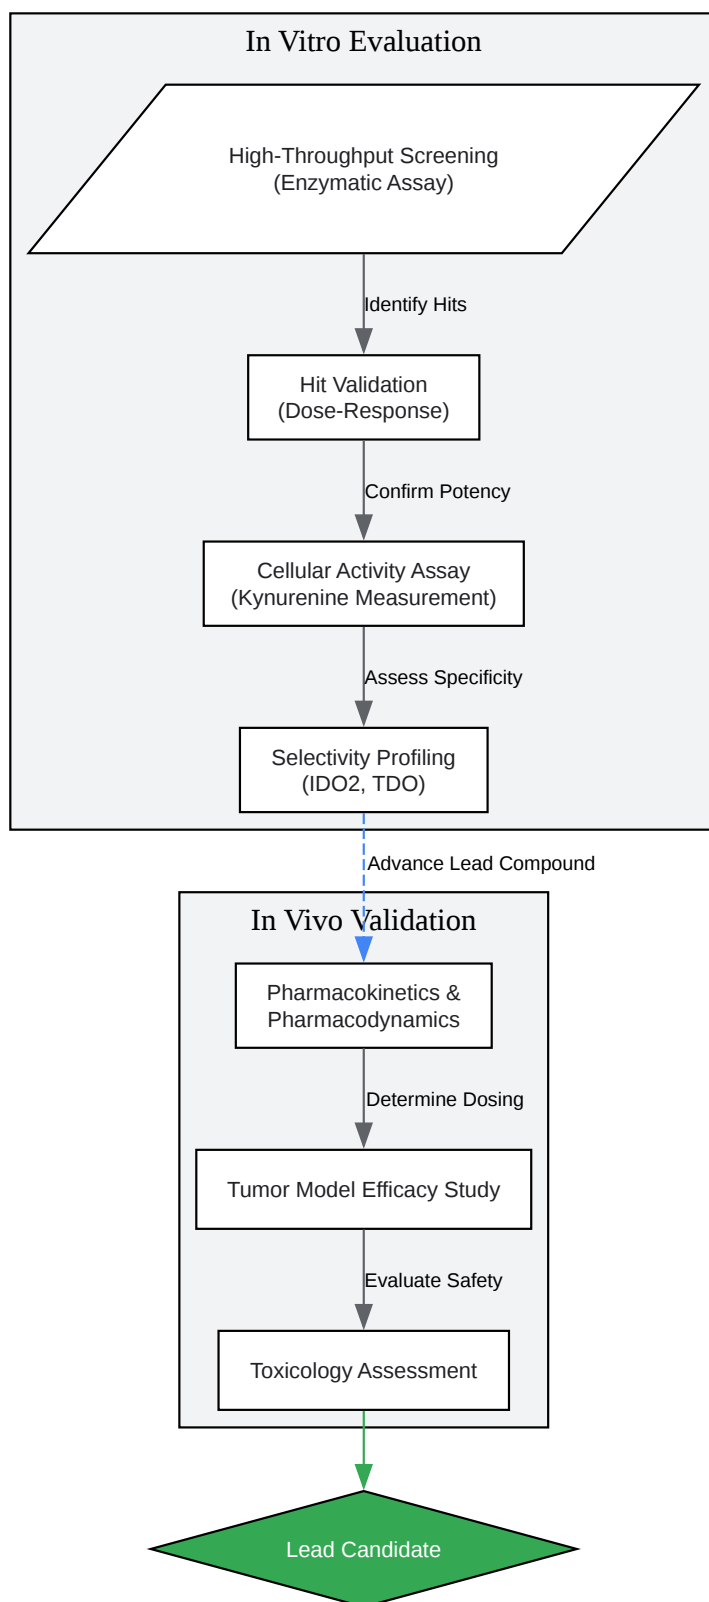 In Vitro Evaluation
High-Throughput Screening
(Enzymatic Assay)
Identify Hits
Hit Validation
(Dose-Response)
Confirm Potency
Cellular Activity Assay
(Kynurenine Measurement)
Assess Specificity
Selectivity Profiling
(IDO2, TDO)
Advance Lead Compound
In Vivo Validation
Pharmacokinetics &
Pharmacodynamics
Determine Dosing
Tumor Model Efficacy Study
Evaluate Safety
Toxicology Assessment
Lead Candidate